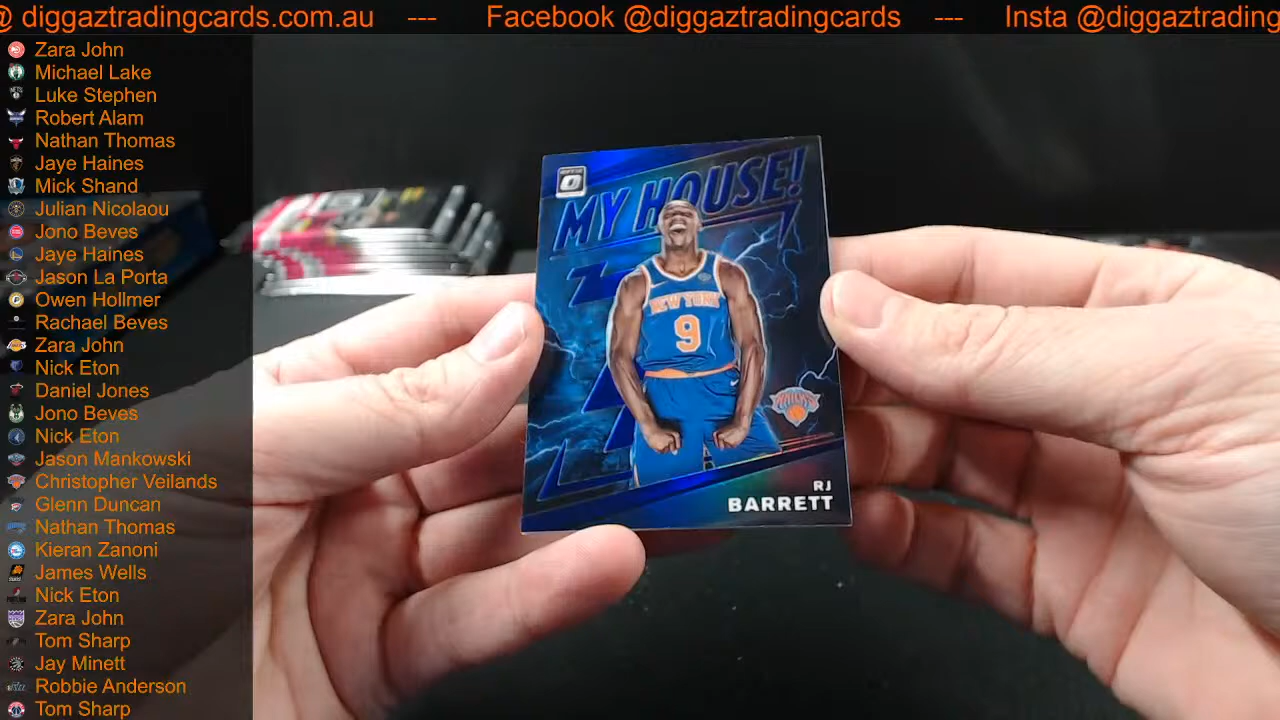 @ diggaztradingcards.com.au --- Facebook @diggaztradingcards --- Insta @diggaztrading
Zara John
Michael Lake
Luke Stephen
Robert Alam
Nathan Thomas
Jaye Haines
Mick Shand
Julian Nicolaou
Jono Beves
Jaye Haines
Jason La Porta
Owen Hollmer
Rachael Beves
Zara John
Nick Eton
Daniel Jones
Jono Beves
Nick Eton
Jason Mankowski
Christopher Veilands
Glenn Duncan
Nathan Thomas
Kieran Zanoni
James Wells
Nick Eton
Zara John
Tom Sharp
Jay Minett
Robbie Anderson
Tom Sharp
MY HOUSE!
NEW YORK
9
KNICKS
RJ
BARRETT